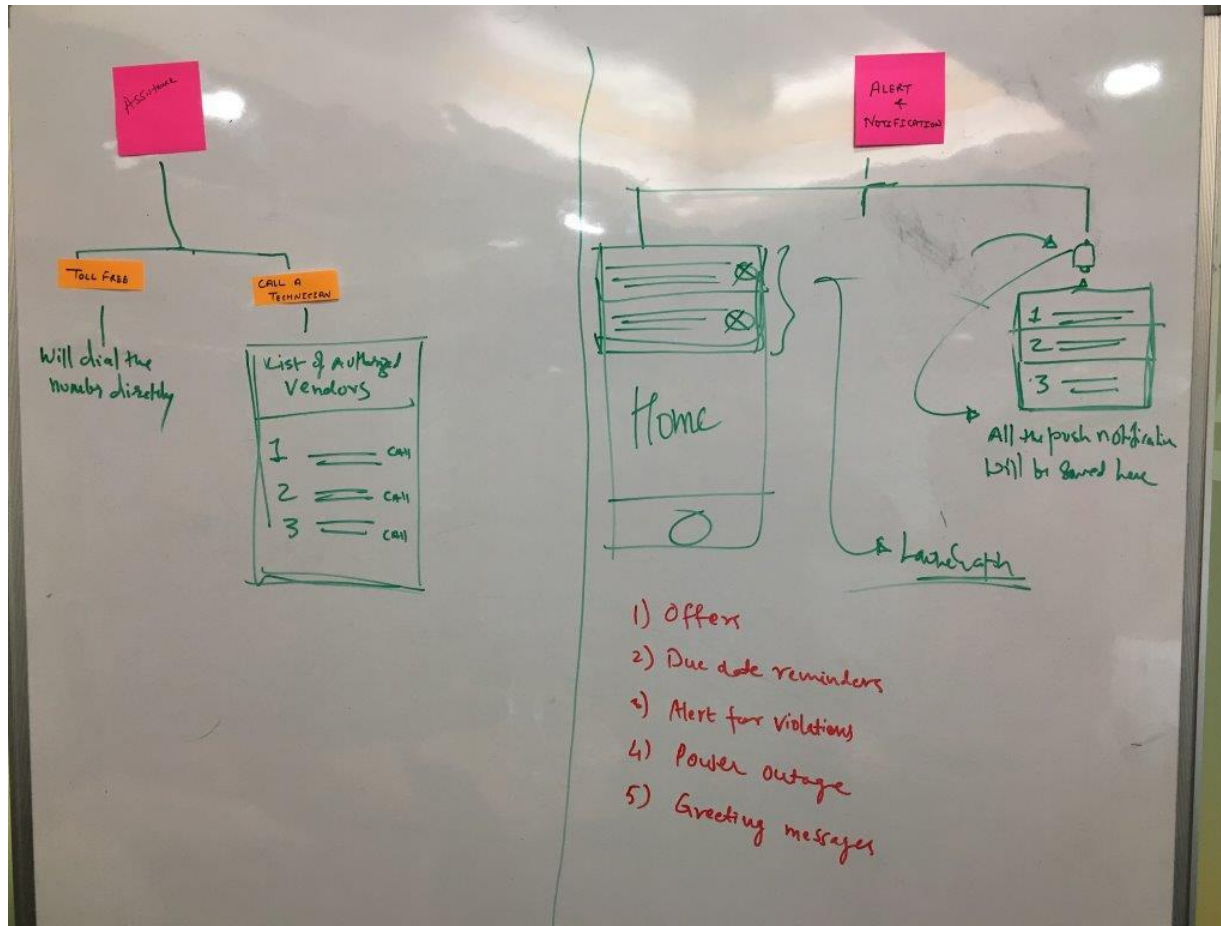 Assistance
TOLL FREE
CALL A
TECHNICIAN
Will dial the
number directly
List of Authorized
Vendors
1 CALL
2 CALL
3 CALL
ALERT
&
NOTIFICATION
Home
1
2
3
All the push notification
Will be saved here
1) Offers
2) Due date reminders
3) Alert for violations
4) Power outage
5) Greeting messages